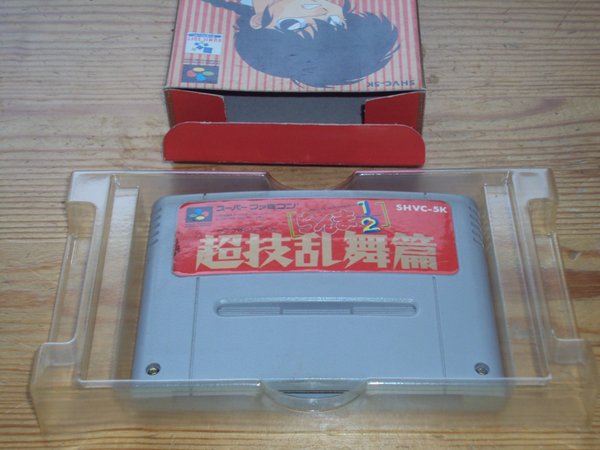 SHVC-5K
スーパーファミコン
SHVC-5K
らんま1/2
超技乱舞篇